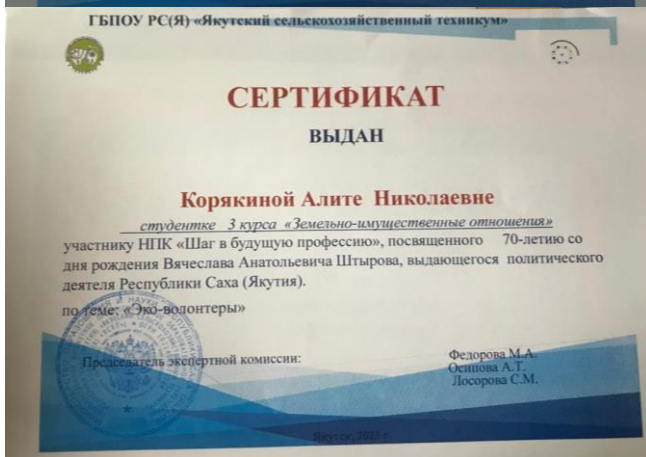 ГБПОУ РС(Я) «Якутский сельскохозяйственный техникум»
СЕРТИФИКАТ
ВЫДАН
Корякиной Алите Николаевне
студентке 3 курса «Земельно-имущественные отношения»
участнику НПК «Шаг в будущую профессию», посвященного 70-летию со
дня рождения Вячеслава Анатольевича Штырова, выдающегося политического
деятеля Республики Саха (Якутия).
по теме: «Эко-волонтеры»
Председатель экспертной комиссии:
Федорова М.А.
Осипова А.Т.
Лосорова С.М.
Якутск, 2023 г